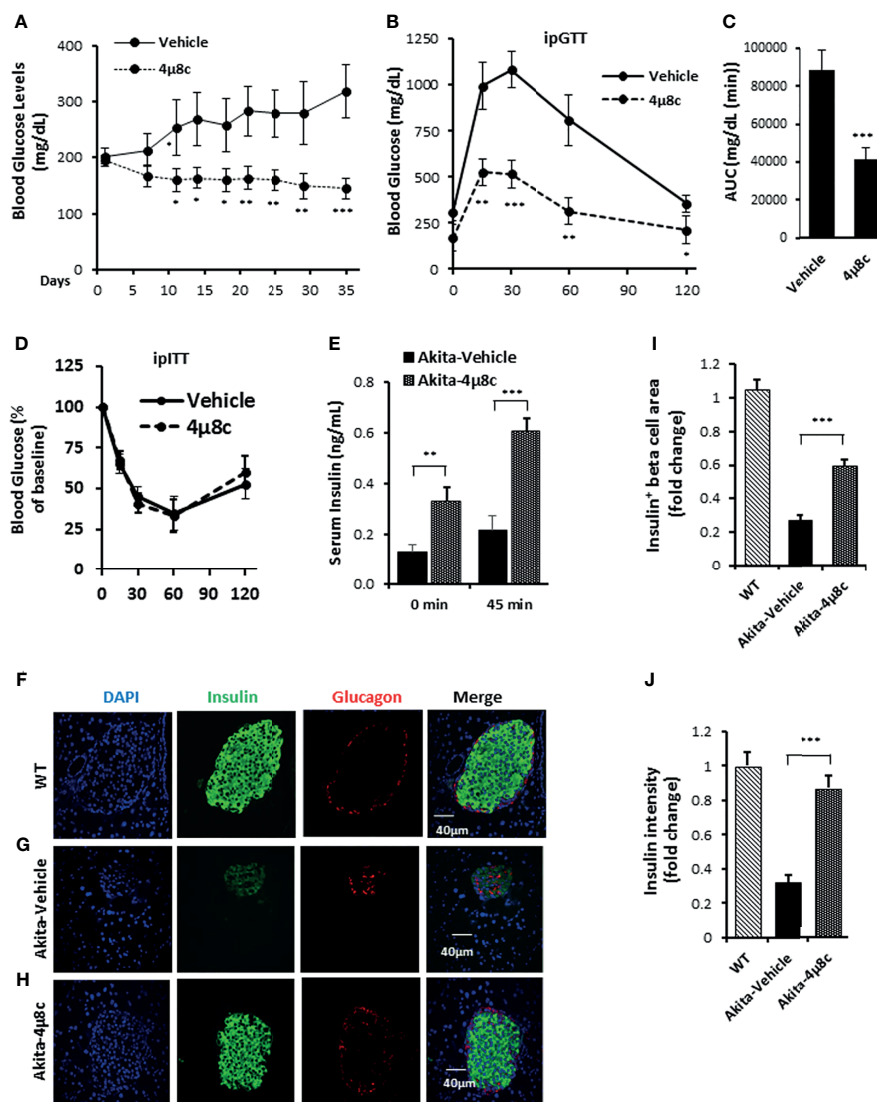 A
Blood Glucose Levels
(mg/dL)
400
300
200
100
0
Vehicle
4µ8c
*
* * * ** ** ** ***
Days
0 5 10 15 20 25 30 35
B
ipGTT
Blood Glucose (mg/dL)
1250
1000
750
500
250
0
Vehicle
4µ8c
** *** ** *
0 30 60 90 120
C
AUC (mg/dL (min))
100000
80000
60000
40000
20000
0
***
Vehicle
4µ8c
D
ipITT
Blood Glucose (%
of baseline)
125
100
75
50
25
0
Vehicle
4µ8c
0 30 60 90 120
E
Akita-Vehicle
Akita-4µ8c
Serum Insulin (ng/mL)
0.8
0.6
0.4
0.2
0.0
**
***
0 min 45 min
I
Insulin+ beta cell area
(fold change)
1.2
1
0.8
0.6
0.4
0.2
0
***
WT
Akita-Vehicle
Akita-4µ8c
F
DAPI Insulin Glucagon Merge
WT
40µm
G
Akita-Vehicle
40µm
H
Akita-4µ8c
40µm
J
Insulin intensity
(fold change)
1.2
1
0.8
0.6
0.4
0.2
0
***
WT
Akita-Vehicle
Akita-4µ8c